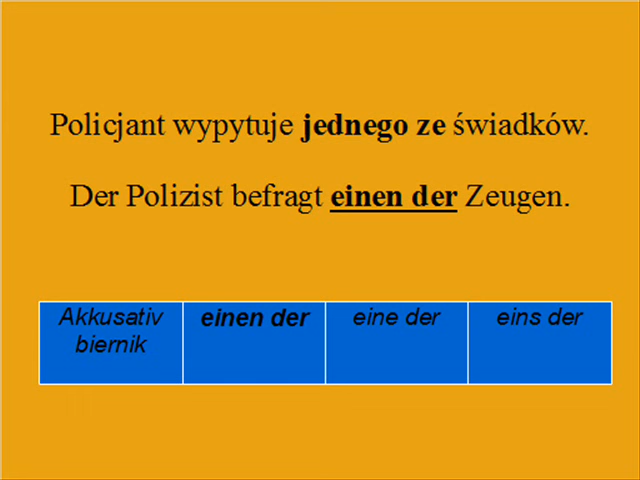 Policjant wypytuje jednego ze świadków.
Der Polizist befragt einen der Zeugen.
Akkusativ biernik einen der eine der eins der